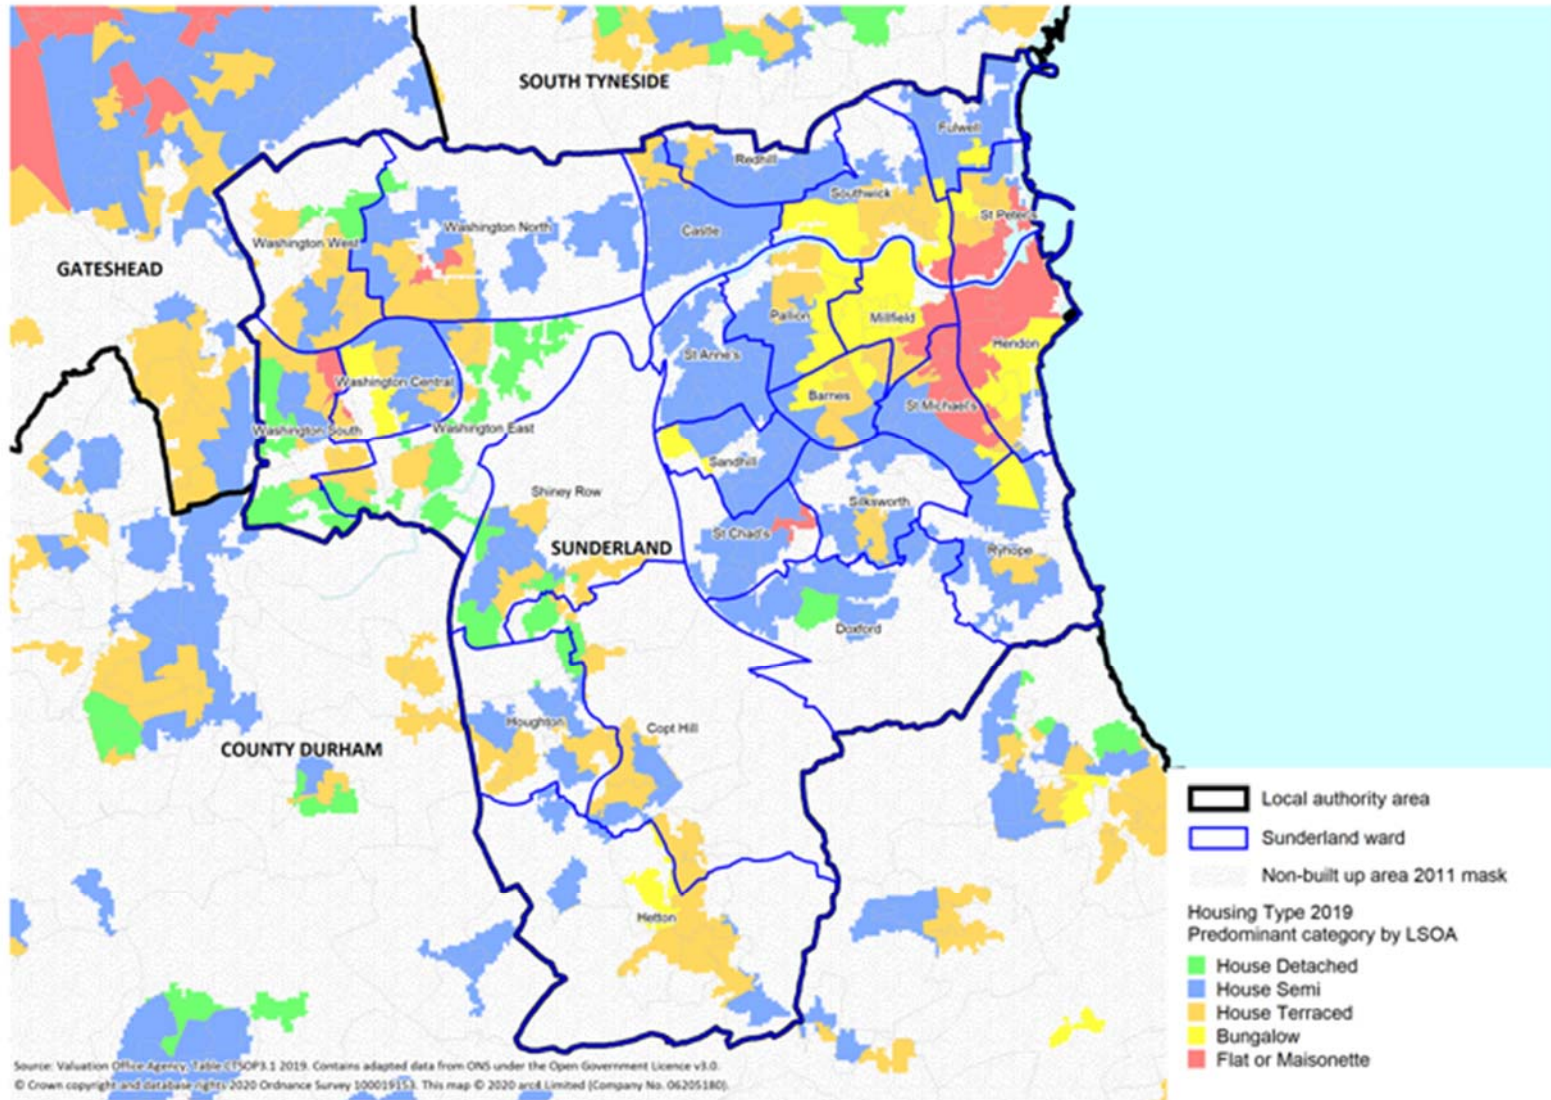 SOUTH TYNESIDE
Fulwell
Redhill
Southwick
St Peter's
Washington North
Castle
Washington West
GATESHEAD
Pallion
Millfield
Hendon
St Anne's
Washington Central
Barnes
St Michael's
Washington South
Washington East
Sandhill
Shiney Row
Silksworth
St Chad's
SUNDERLAND
Ryhope
Doxford
Houghton
Copt Hill
COUNTY DURHAM
Hetton
Local authority area
Sunderland ward
Non-built up area 2011 mask
Housing Type 2019
Predominant category by LSOA
House Detached
House Semi
House Terraced
Bungalow
Flat or Maisonette
Source: Valuation Office Agency, Table CTSOP3.1 2019. Contains adapted data from ONS under the Open Government Licence v3.0.
© Crown copyright and database rights 2020 Ordnance Survey 100019153. This map © 2020 arc4 Limited (Company No. 06205180).